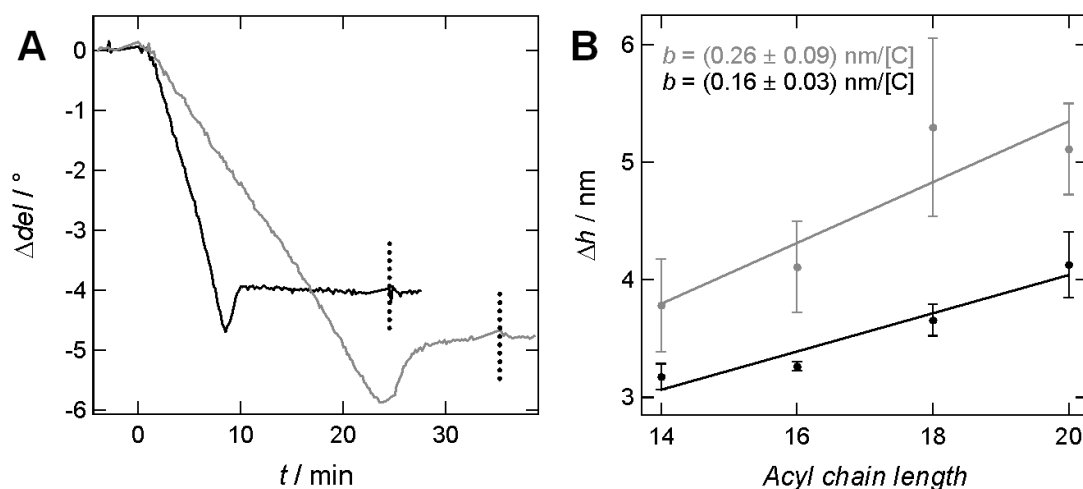 A
Δdel / °
0
-1
-2
-3
-4
-5
-6
0
10
20
30
t / min
B
b = (0.26 ± 0.09) nm/[C]
b = (0.16 ± 0.03) nm/[C]
Δh / nm
6
5
4
3
14
16
18
20
Acyl chain length